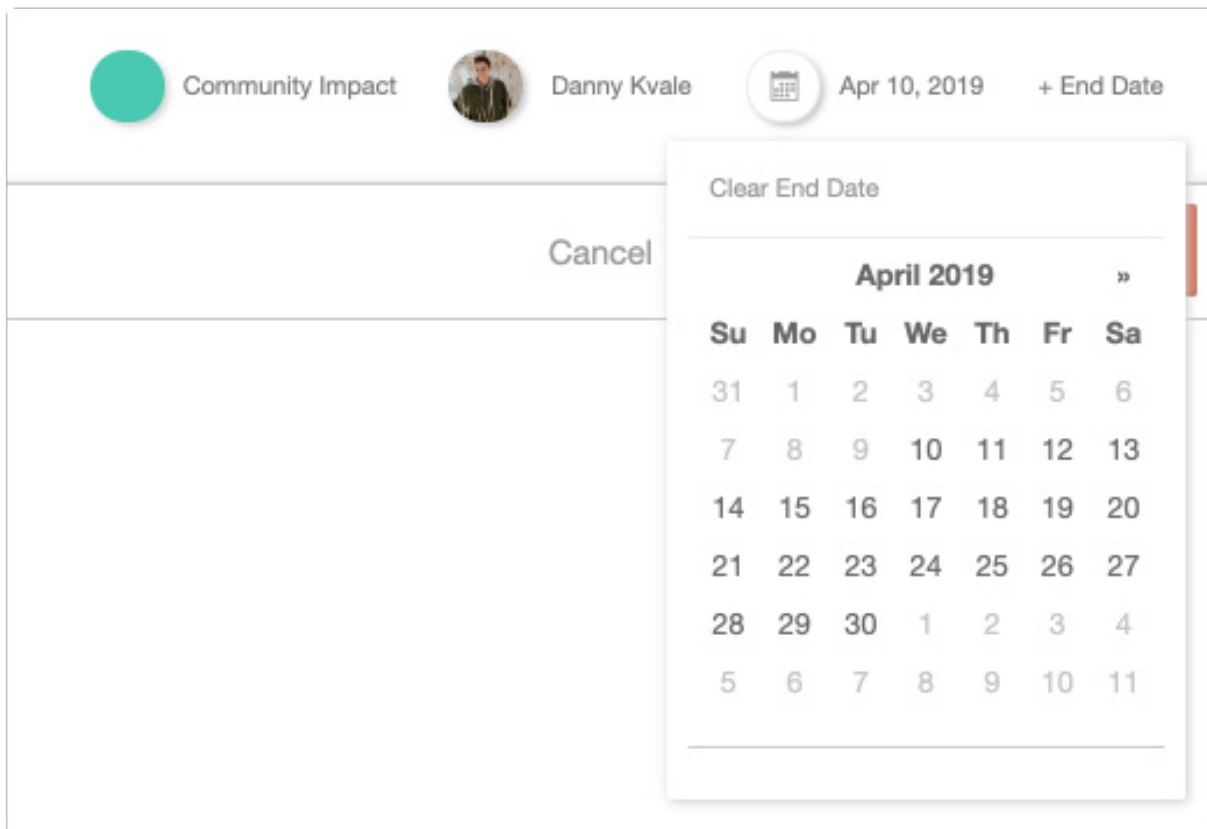 Community Impact Danny Kvale Apr 10, 2019 + End Date
Clear End Date
Cancel
April 2019 »
Su Mo Tu We Th Fr Sa
31 1 2 3 4 5 6
7 8 9 10 11 12 13
14 15 16 17 18 19 20
21 22 23 24 25 26 27
28 29 30 1 2 3 4
5 6 7 8 9 10 11